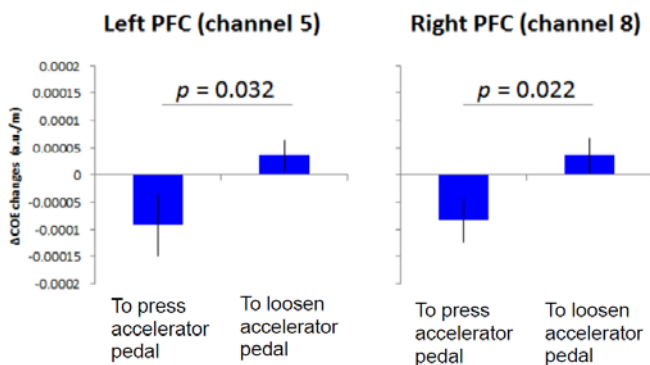 Left PFC (channel 5)
Right PFC (channel 8)
ΔCOE changes (a.u./m)
0.0002
0.00015
0.0001
0.00005
0
-0.00005
-0.0001
-0.00015
-0.0002
p = 0.032
p = 0.022
To press
accelerator
pedal
To loosen
accelerator
pedal
To press
accelerator
pedal
To loosen
accelerator
pedal